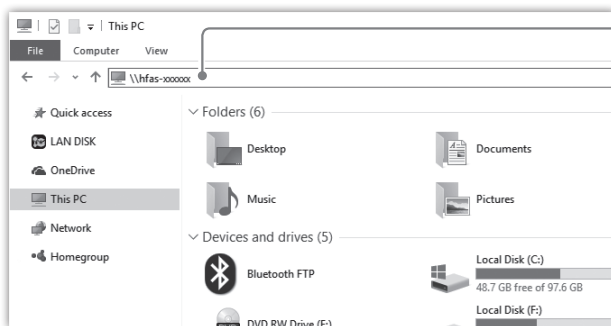 This PC
File Computer View
\\hfas-xxxxxx
Quick access
LAN DISK
OneDrive
This PC
Network
Homegroup
Folders (6)
Desktop
Documents
Music
Pictures
Devices and drives (5)
Bluetooth FTP
Local Disk (C:)
48.7 GB free of 97.6 GB
DVD RW Drive (E:)
Local Disk (F:)